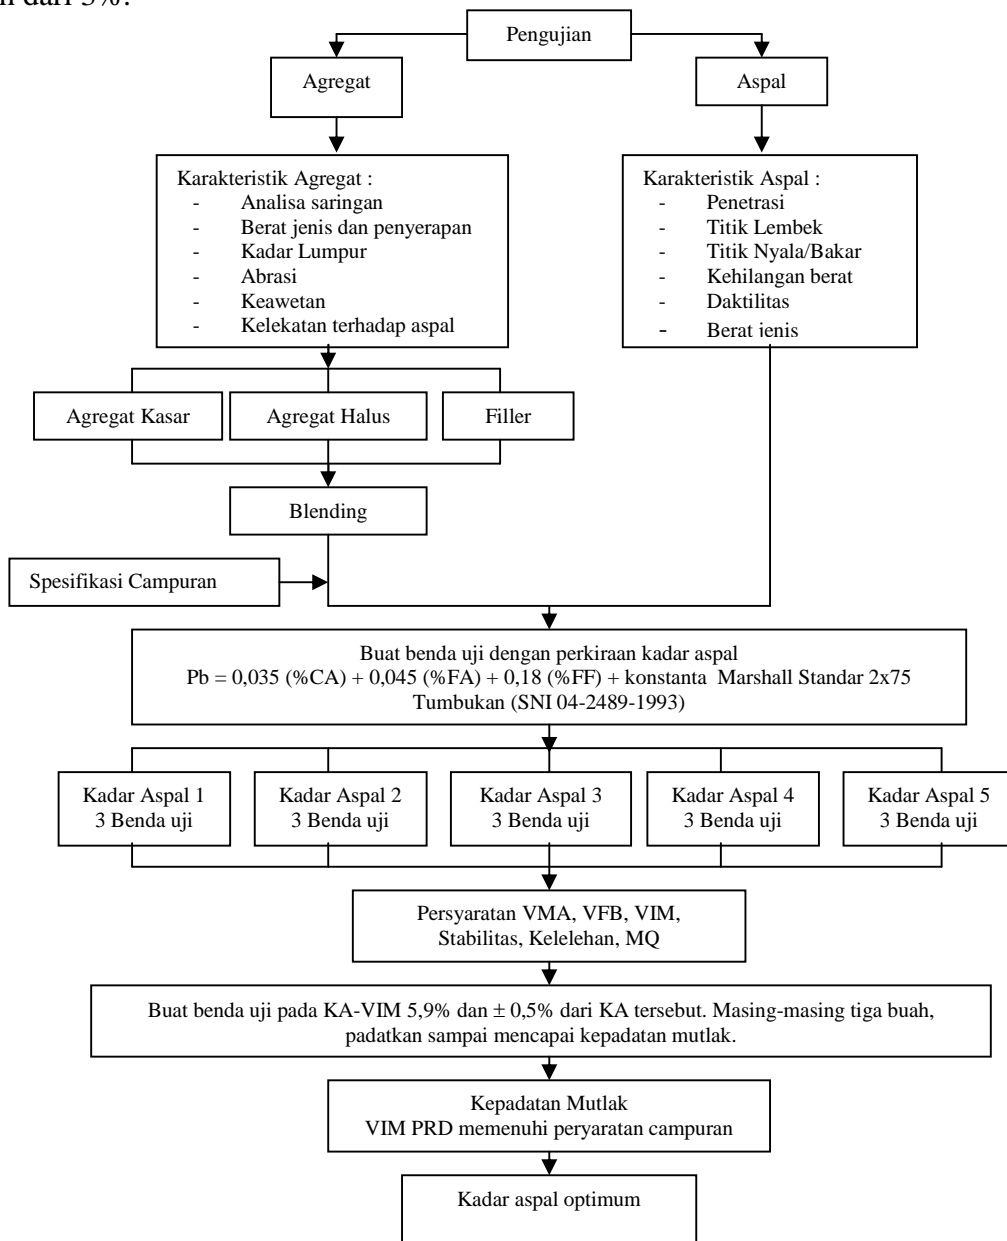 dari 3%.
Pengujian
Agregat
Aspal
Karakteristik Agregat :
- Analisa saringan
- Berat jenis dan penyerapan
- Kadar Lumpur
- Abrasi
- Keawetan
- Kelekatan terhadap aspal
Karakteristik Aspal :
- Penetrasi
- Titik Lembek
- Titik Nyala/Bakar
- Kehilangan berat
- Daktilitas
- Berat jenis
Agregat Kasar
Agregat Halus
Filler
Blending
Spesifikasi Campuran
Buat benda uji dengan perkiraan kadar aspal
Pb = 0,035 (%CA) + 0,045 (%FA) + 0,18 (%FF) + konstanta Marshall Standar 2x75
Tumbukan (SNI 04-2489-1993)
Kadar Aspal 1
3 Benda uji
Kadar Aspal 2
3 Benda uji
Kadar Aspal 3
3 Benda uji
Kadar Aspal 4
3 Benda uji
Kadar Aspal 5
3 Benda uji
Persyaratan VMA, VFB, VIM,
Stabilitas, Kelelehan, MQ
Buat benda uji pada KA-VIM 5,9% dan ± 0,5% dari KA tersebut. Masing-masing tiga buah,
padatkan sampai mencapai kepadatan mutlak.
Kepadatan Mutlak
VIM PRD memenuhi peryaratan campuran
Kadar aspal optimum